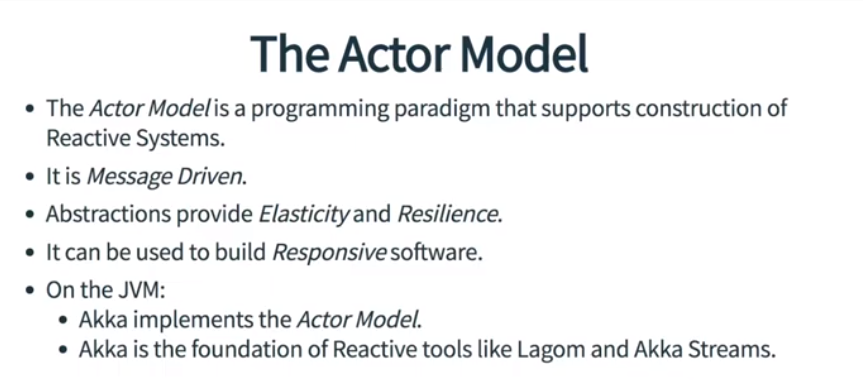 The Actor Model
• The Actor Model is a programming paradigm that supports construction of
Reactive Systems.
• It is Message Driven.
• Abstractions provide Elasticity and Resilience.
• It can be used to build Responsive software.
• On the JVM:
• Akka implements the Actor Model.
• Akka is the foundation of Reactive tools like Lagom and Akka Streams.